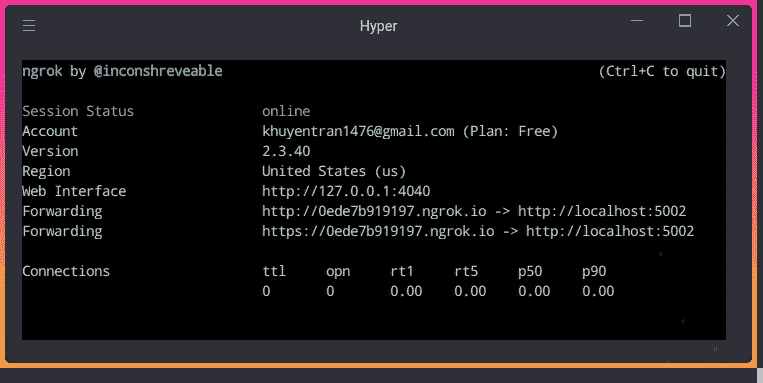 Hyper
ngrok by @inconshreveable (Ctrl+C to quit)
Session Status online
Account khuyentran1476@gmail.com (Plan: Free)
Version 2.3.40
Region United States (us)
Web Interface http://127.0.0.1:4040
Forwarding http://0ede7b919197.ngrok.io -> http://localhost:5002
Forwarding https://0ede7b919197.ngrok.io -> http://localhost:5002
Connections ttl opn rt1 rt5 p50 p90
0 0 0.00 0.00 0.00 0.00